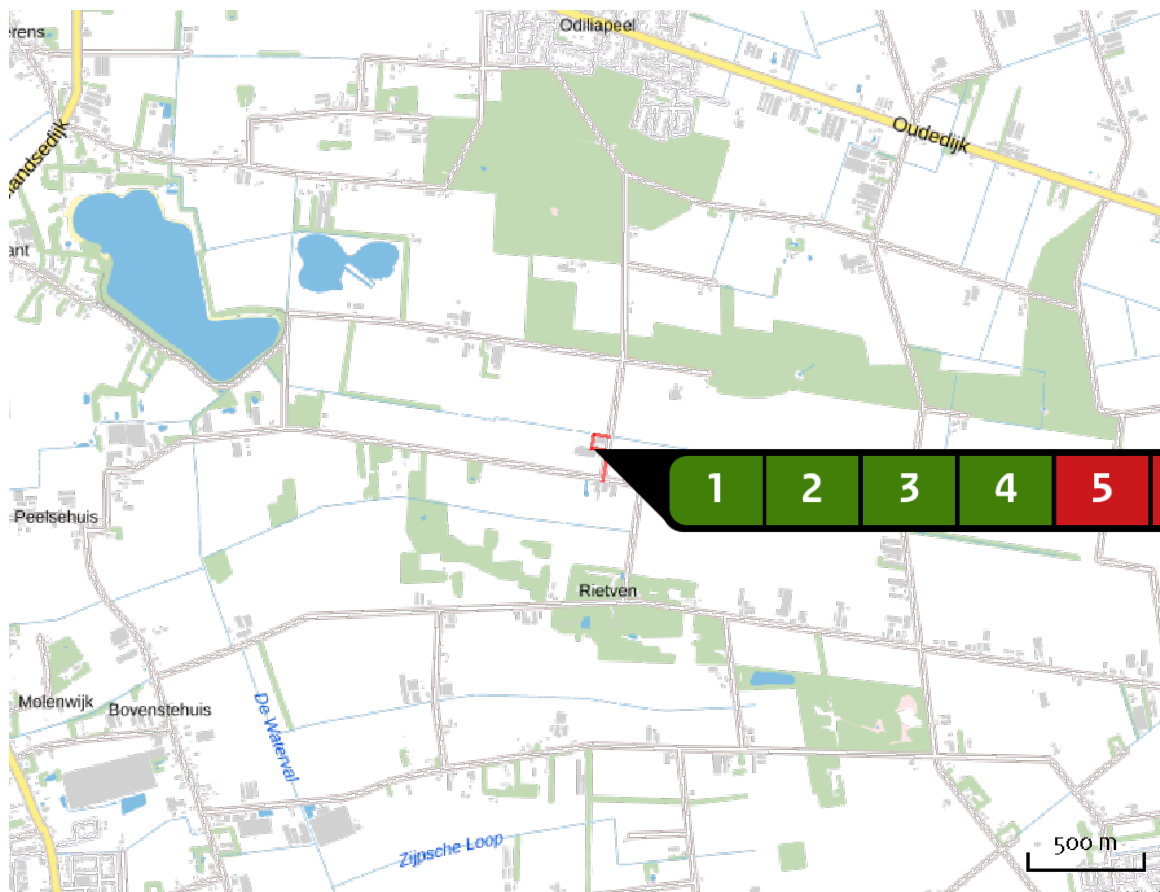 Odiliapeel
erens
Oudedijk
andsedijk
ant
1 2 3 4 5
Peelsehuis
Rietven
Molenwijk
Bovenstehuis
De Waterval
Zijpsche Loop
500 m